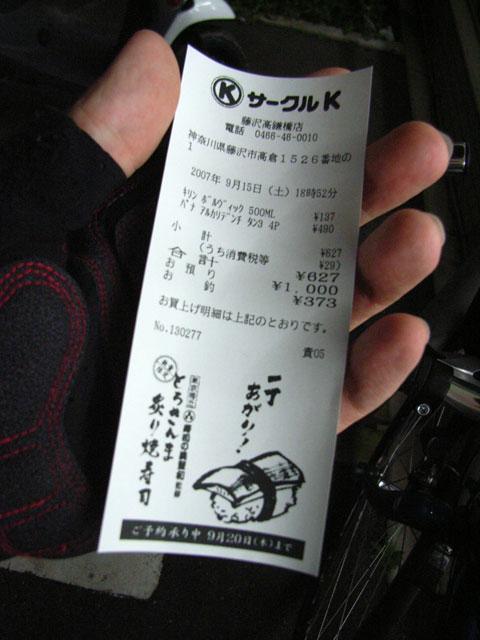 K サークルK
藤沢高鎌橋店
電話 0466-46-0010
神奈川県藤沢市高倉1526番地の
1
2007年 9月15日(土) 18時52分
キリン ボルヴィック 500ML ¥137
パナ アルカリデンチ タン3 4P ¥490
小 計 ¥627
(うち消費税等 ¥29)
合 計 ¥627
お 預 り ¥1,000
お 釣 ¥373
お買上げ明細は上記のとおりです。
No.130277 責05
一丁
あがり!
とろさんま
炙り焼寿司
ご予約承り中 9月20日(木)まで